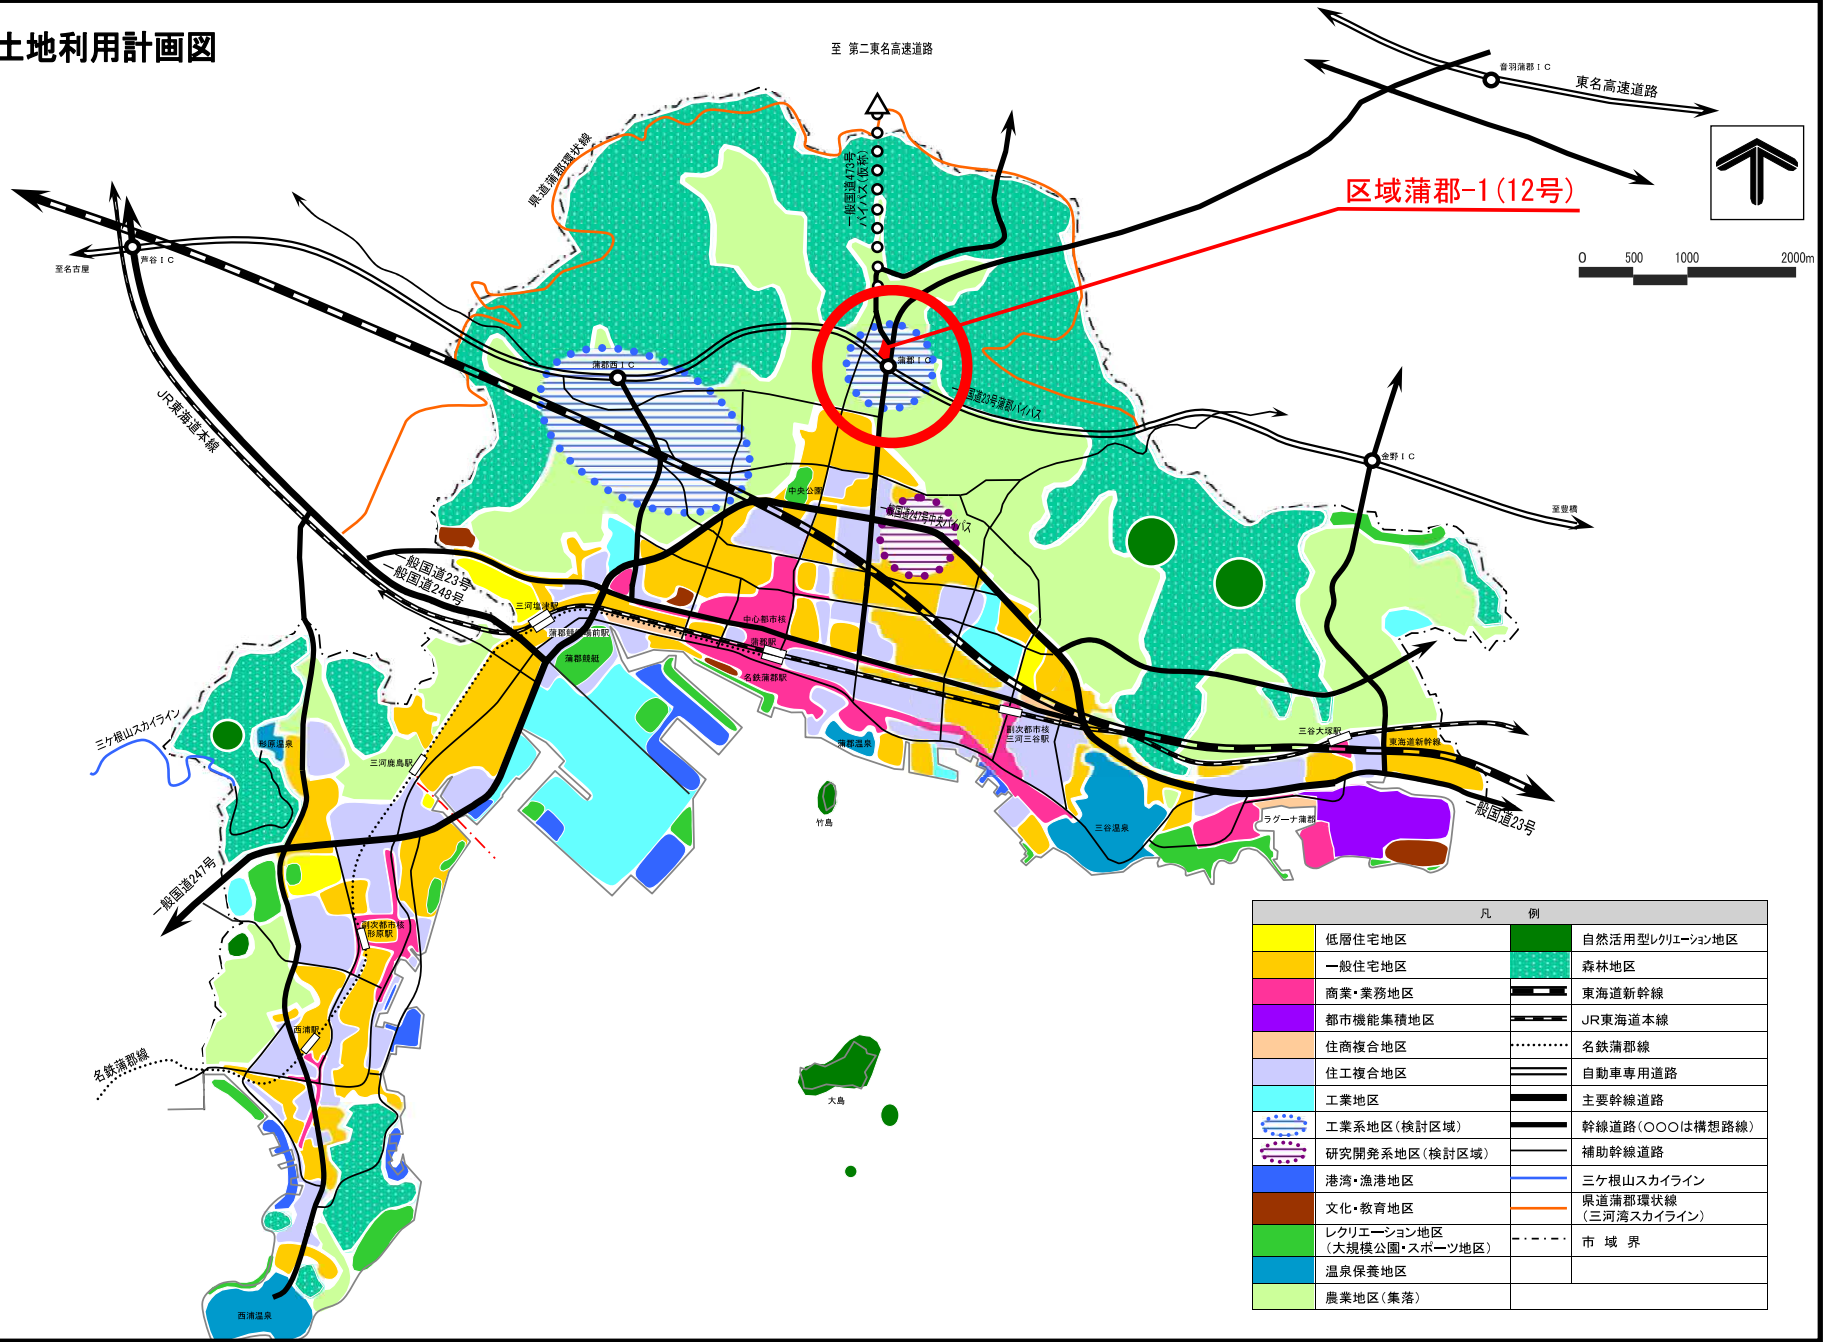 土地利用計画図
至 第二東名高速道路
音羽蒲郡IC
東名高速道路
県道蒲郡環状線
一般国道473号
バイパス(仮称)
区域蒲郡-1(12号)
0 500 1000 2000m
芦谷IC
至名古屋
蒲郡西IC
蒲郡IC
一般国道23号蒲郡バイパス
JR東海道本線
金野IC
中央公園
至豊橋
一般国道247号中央バイパス
一般国道23号
一般国道248号
三河塩津駅
蒲郡競艇場前駅
蒲郡競艇
中心都市核
蒲郡駅
名鉄蒲郡駅
三ケ根山スカイライン
形原温泉
三河鹿島駅
蒲郡温泉
副次都市核
三河三谷駅
三谷大塚駅
東海道新幹線
竹島
三谷温泉
ラグーナ蒲郡
一般国道23号
一般国道247号
副次都市核
形原駅
西浦駅
名鉄蒲郡線
大島
西浦温泉
凡 例
低層住宅地区
自然活用型レクリエーション地区
一般住宅地区
森林地区
商業・業務地区
東海道新幹線
都市機能集積地区
JR東海道本線
住商複合地区
名鉄蒲郡線
住工複合地区
自動車専用道路
工業地区
主要幹線道路
工業系地区(検討区域)
幹線道路(○○○は構想路線)
研究開発系地区(検討区域)
補助幹線道路
港湾・漁港地区
三ケ根山スカイライン
文化・教育地区
県道蒲郡環状線
(三河湾スカイライン)
レクリエーション地区
(大規模公園・スポーツ地区)
市 域 界
温泉保養地区
農業地区(集落)